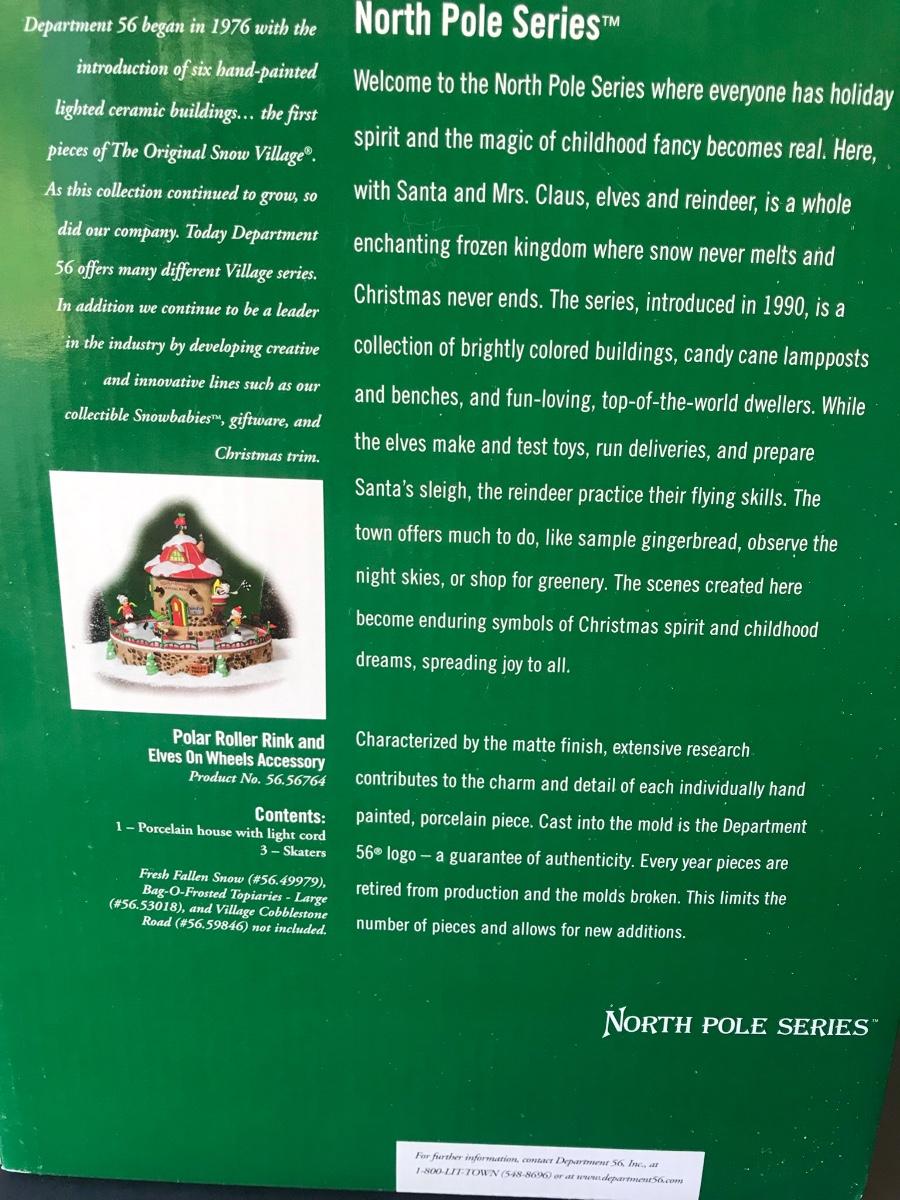 Department 56 began in 1976 with the
introduction of six hand-painted
lighted ceramic buildings... the first
pieces of The Original Snow Village®.
As this collection continued to grow, so
did our company. Today Department
56 offers many different Village series.
In addition we continue to be a leader
in the industry by developing creative
and innovative lines such as our
collectible Snowbabies™, giftware, and
Christmas trim.
Polar Roller Rink and
Elves On Wheels Accessory
Product No. 56.56764
Contents:
1 – Porcelain house with light cord
3 – Skaters
Fresh Fallen Snow (#56.49979),
Bag-O-Frosted Topiaries - Large
(#56.53018), and Village Cobblestone
Road (#56.59846) not included.
North Pole Series™
Welcome to the North Pole Series where everyone has holiday
spirit and the magic of childhood fancy becomes real. Here,
with Santa and Mrs. Claus, elves and reindeer, is a whole
enchanting frozen kingdom where snow never melts and
Christmas never ends. The series, introduced in 1990, is a
collection of brightly colored buildings, candy cane lampposts
and benches, and fun-loving, top-of-the-world dwellers. While
the elves make and test toys, run deliveries, and prepare
Santa's sleigh, the reindeer practice their flying skills. The
town offers much to do, like sample gingerbread, observe the
night skies, or shop for greenery. The scenes created here
become enduring symbols of Christmas spirit and childhood
dreams, spreading joy to all.
Characterized by the matte finish, extensive research
contributes to the charm and detail of each individually hand
painted, porcelain piece. Cast into the mold is the Department
56® logo – a guarantee of authenticity. Every year pieces are
retired from production and the molds broken. This limits the
number of pieces and allows for new additions.
NORTH POLE SERIES™
For further information, contact Department 56, Inc., at
1-800-LIT-TOWN (548-8696) or at www.department56.com